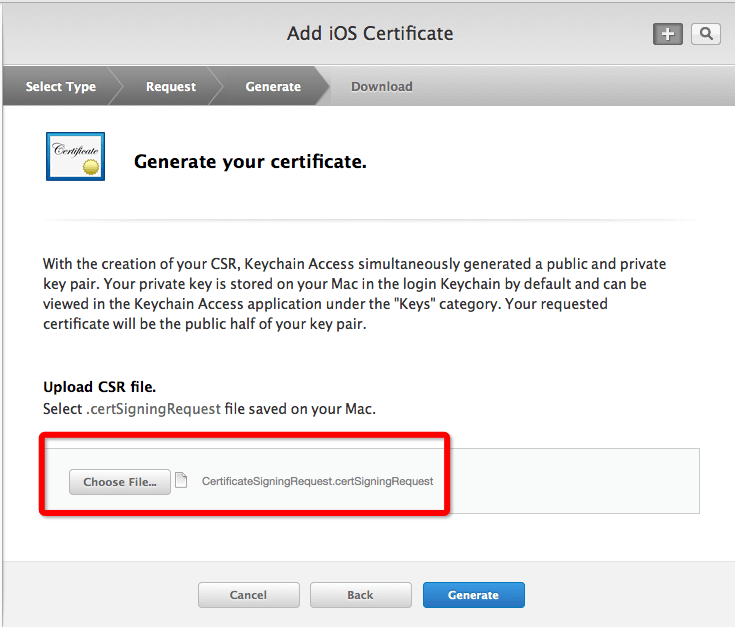 Add iOS Certificate
Select Type Request Generate Download
Certificate
Generate your certificate.
With the creation of your CSR, Keychain Access simultaneously generated a public and private
key pair. Your private key is stored on your Mac in the login Keychain by default and can be
viewed in the Keychain Access application under the "Keys" category. Your requested
certificate will be the public half of your key pair.
Upload CSR file.
Select .certSigningRequest file saved on your Mac.
Choose File... CertificateSigningRequest.certSigningRequest
Cancel Back Generate